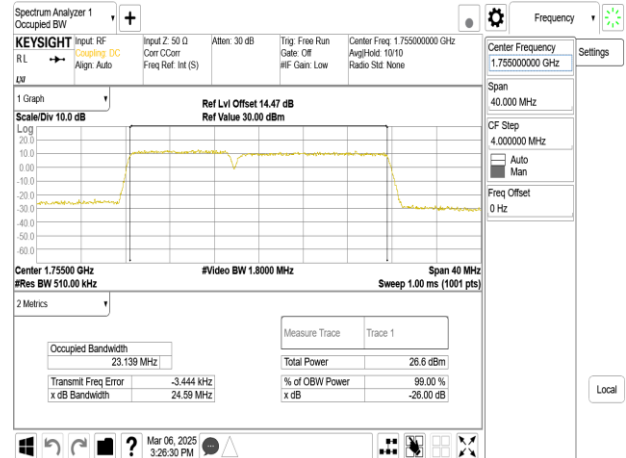 Spectrum Analyzer 1
Occupied BW
Frequency
KEYSIGHT
RL
LXI
Input: RF
Coupling: DC
Align: Auto
Input Z: 50 Ω
Corr CCorr
Freq Ref: Int (S)
Atten: 30 dB
Trig: Free Run
Gate: Off
#IF Gain: Low
Center Freq: 1.755000000 GHz
Avg|Hold: 10/10
Radio Std: None
Center Frequency
1.755000000 GHz
Settings
Span
40.000 MHz
CF Step
4.000000 MHz
Auto
Man
Freq Offset
0 Hz
Local
1 Graph
Scale/Div 10.0 dB
Ref Lvl Offset 14.47 dB
Ref Value 30.00 dBm
Log
20.0
10.0
0.00
-10.0
-20.0
-30.0
-40.0
-50.0
-60.0
Center 1.75500 GHz
#Video BW 1.8000 MHz
Span 40 MHz
#Res BW 510.00 kHz
Sweep 1.00 ms (1001 pts)
2 Metrics
Measure Trace Trace 1
Occupied Bandwidth
23.139 MHz
Total Power 26.6 dBm
Transmit Freq Error -3.444 kHz
% of OBW Power 99.00 %
x dB Bandwidth 24.59 MHz
x dB -26.00 dB
?
Mar 06, 2025
3:26:30 PM